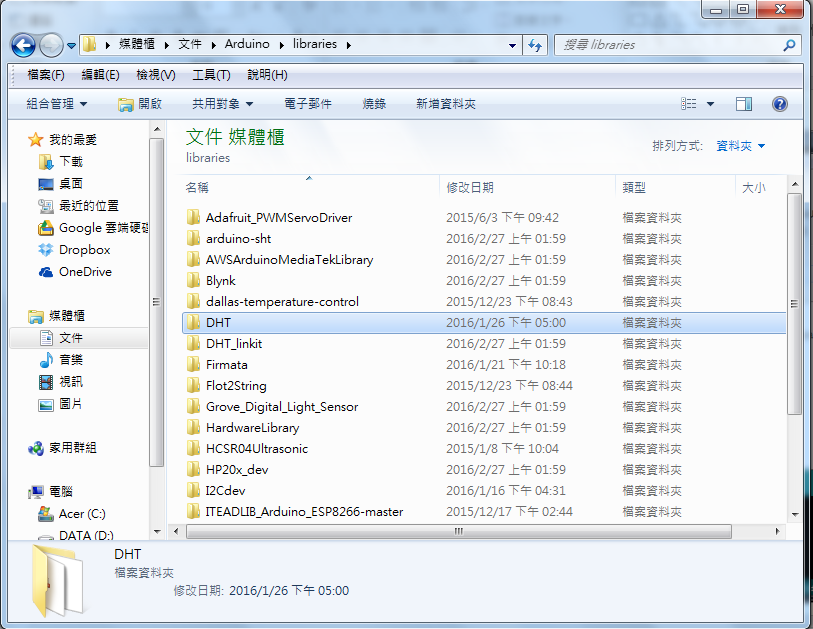 媒體櫃 文件 Arduino libraries
搜尋 libraries
檔案(F) 編輯(E) 檢視(V) 工具(T) 說明(H)
組合管理 開啟 共用對象 電子郵件 燒錄 新增資料夾
我的最愛
下載
桌面
最近的位置
Google 雲端硬碟
Dropbox
OneDrive
媒體櫃
文件
音樂
視訊
圖片
家用群組
電腦
Acer (C:)
DATA (D:)
文件 媒體櫃
libraries
排列方式: 資料夾
名稱 修改日期 類型 大小
Adafruit_PWMServoDriver 2015/6/3 下午 09:42 檔案資料夾
arduino-sht 2016/2/27 上午 01:59 檔案資料夾
AWSArduinoMediaTekLibrary 2016/2/27 上午 01:59 檔案資料夾
Blynk 2016/2/27 上午 01:59 檔案資料夾
dallas-temperature-control 2015/12/23 下午 08:43 檔案資料夾
DHT 2016/1/26 下午 05:00 檔案資料夾
DHT_linkit 2016/2/27 上午 01:59 檔案資料夾
Firmata 2016/1/21 下午 10:18 檔案資料夾
Flot2String 2015/12/23 下午 08:44 檔案資料夾
Grove_Digital_Light_Sensor 2016/2/27 上午 01:59 檔案資料夾
HardwareLibrary 2016/2/27 上午 01:59 檔案資料夾
HCSR04Ultrasonic 2015/1/8 下午 10:04 檔案資料夾
HP20x_dev 2016/2/27 上午 01:59 檔案資料夾
I2Cdev 2016/1/16 下午 04:31 檔案資料夾
ITEADLIB_Arduino_ESP8266-master 2015/12/17 下午 02:44 檔案資料夾
DHT
檔案資料夾
修改日期: 2016/1/26 下午 05:00